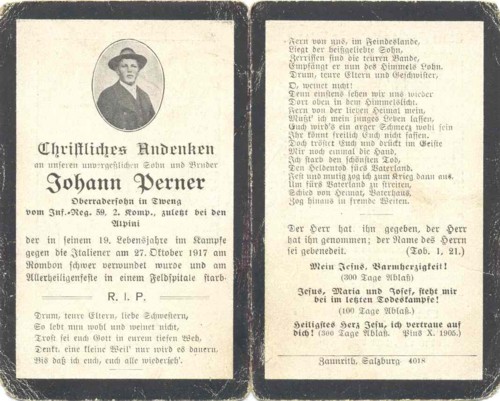 Christliches Andenken
an unseren unvergeßlichen Sohn und Bruder
Johann Perner
Oberradersohn in Tweng
vom Inf.-Reg. 59, 2. Komp., zuletzt bei den
Alpini
der in seinem 19. Lebensjahre im Kampfe
gegen die Italiener am 27. Oktober 1917 am
Rombon schwer verwundet wurde und am
Allerheiligenfeste in einem Feldspitale starb.
R. I. P.
Drum, teure Eltern, liebe Schwestern,
So lebt nun wohl und weinet nicht,
Trost sei euch Gott in eurem tiefen Weh,
Denkt, eine kleine Weil' nur wird es dauern,
Bis daß ich euch, euch alle wiederseh'.
Fern von uns, im Feindeslande,
Liegt der heißgeliebte Sohn,
Zerrissen sind die teuren Bande,
Empfängt er nun des Himmels Lohn.
Drum, teure Eltern und Geschwister,
O, weinet nicht!
Denn einstens sehen wir uns wieder
Dort oben in dem Himmelslicht.
Fern von der lieben Heimat mein,
Mußt' ich mein junges Leben lassen.
Euch wird's ein arger Schmerz wohl sein
Ihr könnt freilich Euch nicht fassen.
Doch tröstet Euch und drückt im Geiste
Mir noch einmal die Hand,
Ich starb den schönsten Tod,
Den Heldentod fürs Vaterland.
Fest und mutig zog ich zum Krieg dann aus
Um fürs Vaterland zu streiten,
Schied von Heimat, Vaterhaus,
Zog hinaus in fremde Weiten.
Der Herr hat ihn gegeben, der Herr
hat ihn genommen; der Name des Herrn
sei gebenedeit. (Tob. 1, 21.)
Mein Jesus, Barmherzigkeit!
(300 Tage Ablaß.)
Jesus, Maria und Josef, steht mir
bei im letzten Todeskampfe!
(100 Tage Ablaß.)
Heiligstes Herz Jesu, ich vertraue auf
dich! (300 Tage Ablaß. Pius X. 1905.)
Zaunrith, Salzburg 4018